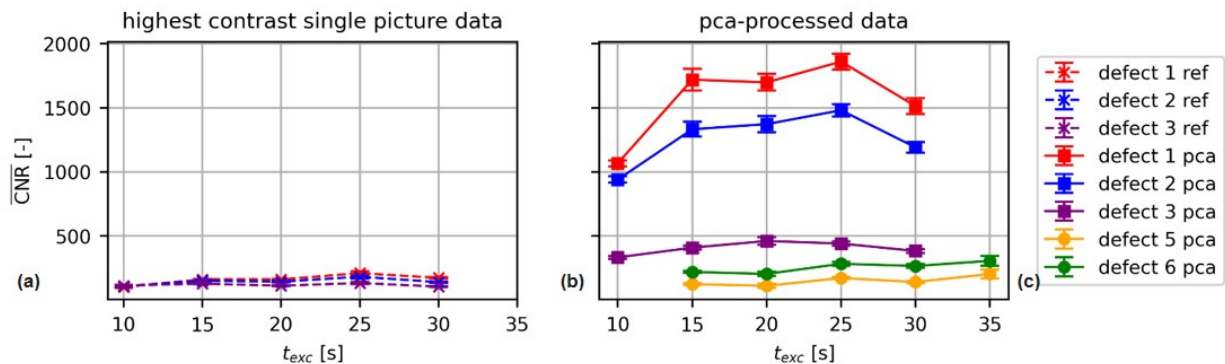 highest contrast single picture data
pca-processed data
2000
1500
1000
500
CNR [-]
(a)
10 15 20 25 30 35
t_exc [s]
(b)
10 15 20 25 30 35
t_exc [s]
(c)
defect 1 ref
defect 2 ref
defect 3 ref
defect 1 pca
defect 2 pca
defect 3 pca
defect 5 pca
defect 6 pca